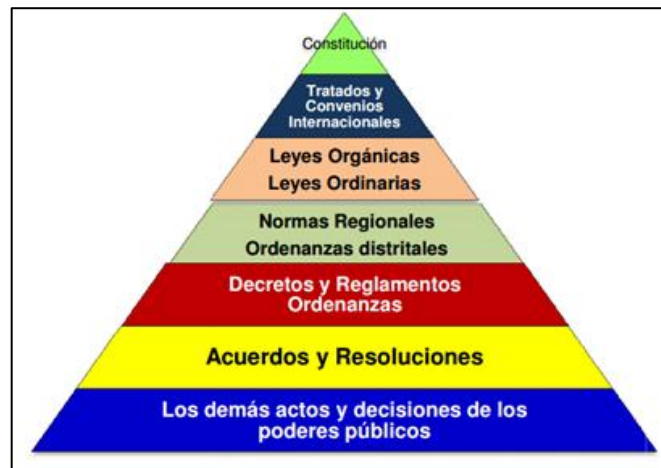 Constitución
Tratados y
Convenios
Internacionales
Leyes Orgánicas
Leyes Ordinarias
Normas Regionales
Ordenanzas distritales
Decretos y Reglamentos
Ordenanzas
Acuerdos y Resoluciones
Los demás actos y decisiones de los
poderes públicos